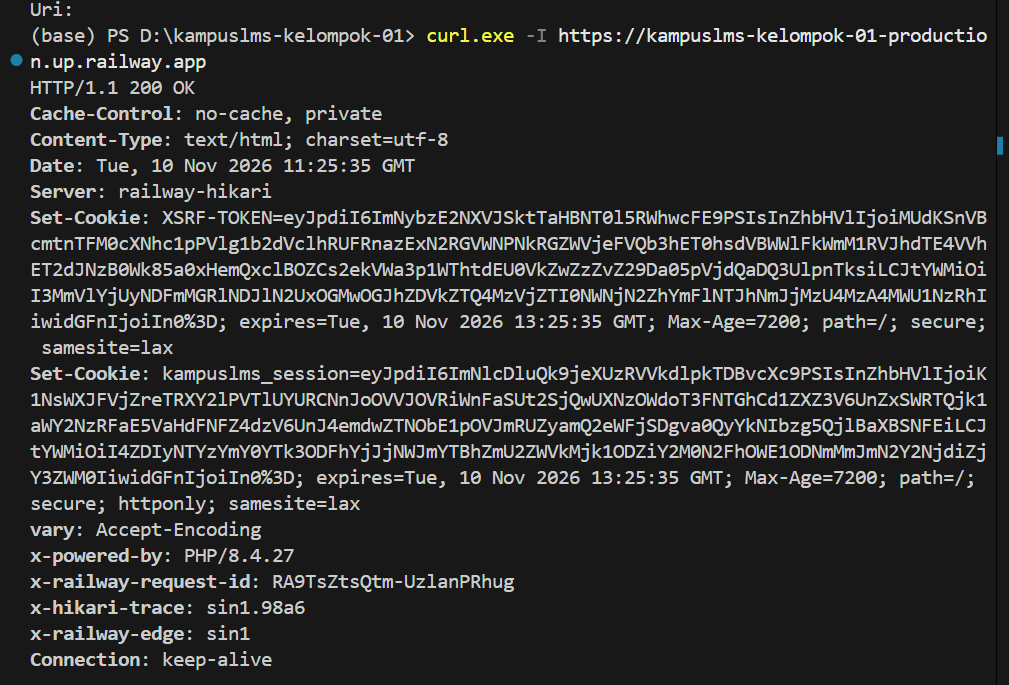 Uri:
(base) PS D:\kampuslms-kelompok-01> curl.exe -I https://kampuslms-kelompok-01-productio
n.up.railway.app
HTTP/1.1 200 OK
Cache-Control: no-cache, private
Content-Type: text/html; charset=utf-8
Date: Tue, 10 Nov 2026 11:25:35 GMT
Server: railway-hikari
Set-Cookie: XSRF-TOKEN=eyJpdiI6ImNybzE2NXVJSktTaHBNT0l5RWhwcFE9PSIsInZhbHVlIjoiMUdKSnVB
cmtnTFM0cXNhc1pPVlg1b2dVclhRUFRnazExN2RGVWNPNkRGZWVjeFVQb3hET0hsdVBWWlFkWmM1RVJhdTE4VVh
ET2dJNzB0Wk85a0xHemQxclBOZCs2ekVWa3p1WThtdEU0VkZwZzZvZ29Da05pVjdQaDQ3UlpnTksiLCJtYWMiOi
I3MmVlYjUyNDFmMGRlNDJlN2UxOGMwOGJhZDVkZTQ4MzVjZTI0NWNjN2ZhYmFlNTJhNmJjMzU4MzA4MWU1NzRhI
iwidGFnIjoiIn0%3D; expires=Tue, 10 Nov 2026 13:25:35 GMT; Max-Age=7200; path=/; secure;
samesite=lax
Set-Cookie: kampuslms_session=eyJpdiI6ImNlcDluQk9jeXUzRVVkdlpkTDBvcXc9PSIsInZhbHVlIjoiK
1NsWXJFVjZreTRXY2lPVTlUYURCNnJoOVVJOVRiWnFaSUt2SjQwUXNzOWdoT3FNTGhCd1ZXZ3V6UnZxSWRTQjk1
aWY2NzRFaE5VaHdFNFZ4dzV6UnJ4emdwZTNObE1pOVJmRUZyamQ2eWFjSDgva0QyYkNIbzg5QjlBaXBSNFEiLCJ
tYWMiOiI4ZDIyNTYzYmY0YTk3ODFhYjJjNWJmYTBhZmU2ZWVkMjk1ODZiY2M0N2FhOWE1ODNmMmJmN2Y2NjdiZj
Y3ZWM0IiwidGFnIjoiIn0%3D; expires=Tue, 10 Nov 2026 13:25:35 GMT; Max-Age=7200; path=/;
secure; httponly; samesite=lax
vary: Accept-Encoding
x-powered-by: PHP/8.4.27
x-railway-request-id: RA9TsZtsQtm-UzlanPRhug
x-hikari-trace: sin1.98a6
x-railway-edge: sin1
Connection: keep-alive